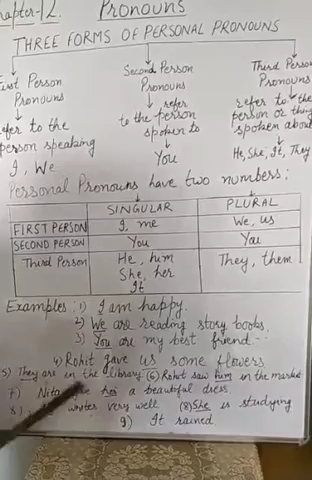 Chapter-12. Pronouns
THREE FORMS OF PERSONAL PRONOUNS
First Person Pronouns
refer to the person speaking
I, We
Second Person Pronouns
refer to the person spoken to
You
Third Person Pronouns
refer to the person or thing spoken about
He, She, It, They
Personal Pronouns have two numbers:
SINGULAR PLURAL
FIRST PERSON I, me We, us
SECOND PERSON You You
Third Person He, him They, them
She, her
It
Examples: 1) I am happy.
2) We are reading story books.
3) You are my best friend.
4) Rohit gave us some flowers.
5) They are in the library (6) Rohit saw him in the market
7) has a beautiful dress.
8) writes very well (8) She is studying
9) It rained